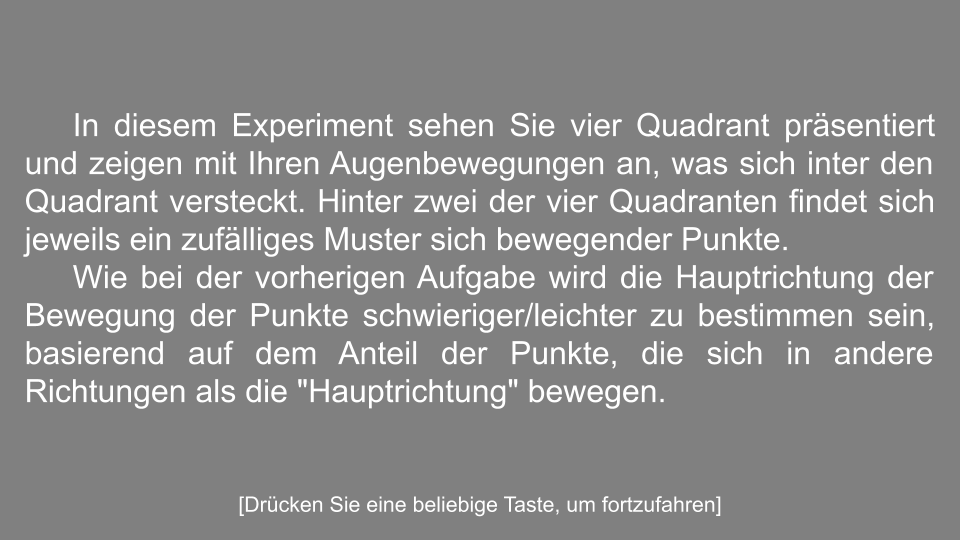 In diesem Experiment sehen Sie vier Quadrant präsentiert
und zeigen mit Ihren Augenbewegungen an, was sich inter den
Quadrant versteckt. Hinter zwei der vier Quadranten findet sich
jeweils ein zufälliges Muster sich bewegender Punkte.
Wie bei der vorherigen Aufgabe wird die Hauptrichtung der
Bewegung der Punkte schwieriger/leichter zu bestimmen sein,
basierend auf dem Anteil der Punkte, die sich in andere
Richtungen als die "Hauptrichtung" bewegen.
[Drücken Sie eine beliebige Taste, um fortzufahren]